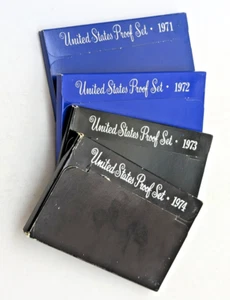 United States Proof Set • 1971
United States Proof Set • 1972
United States Proof Set • 1973
United States Proof Set • 1974